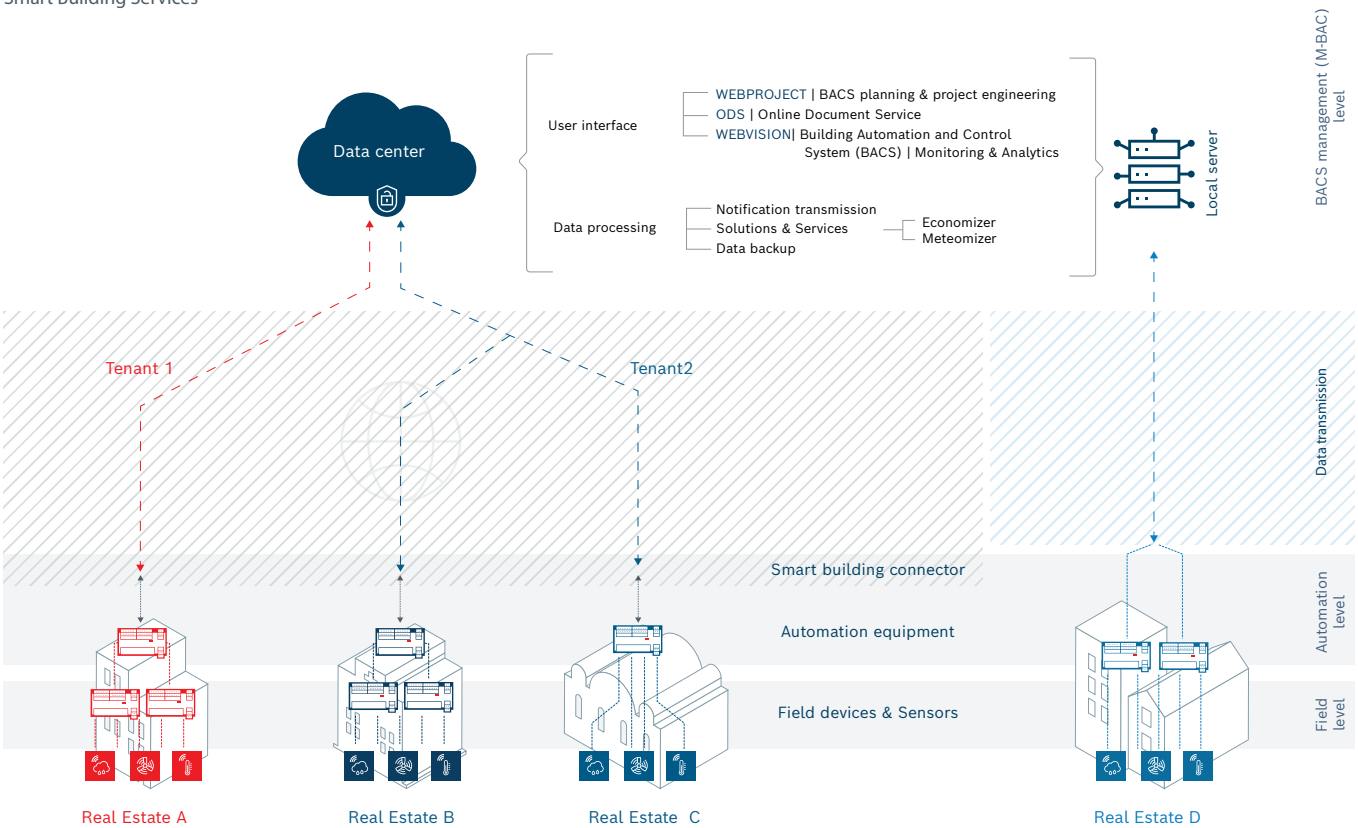 Smart Building Services
BACS management (M-BAC)
level
WEBPROJECT | BACS planning & project engineering
ODS | Online Document Service
WEBVISION| Building Automation and Control
System (BACS) | Monitoring & Analytics
User interface
Data center
Local server
Notification transmission
Data processing
Solutions & Services
Data backup
Economizer
Meteomizer
Tenant 1
Tenant2
Data transmission
Smart building connector
Automation equipment
Automation
level
Field devices & Sensors
Field
level
Real Estate A
Real Estate B
Real Estate C
Real Estate D